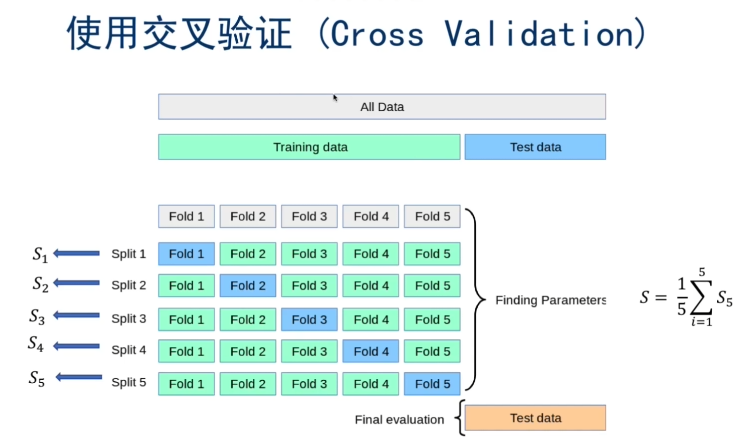 使用交叉验证 (Cross Validation)
All Data
Training data Test data
Fold 1 Fold 2 Fold 3 Fold 4 Fold 5
S₁ Split 1 Fold 1 Fold 2 Fold 3 Fold 4 Fold 5
S₂ Split 2 Fold 1 Fold 2 Fold 3 Fold 4 Fold 5
S₃ Split 3 Fold 1 Fold 2 Fold 3 Fold 4 Fold 5
S₄ Split 4 Fold 1 Fold 2 Fold 3 Fold 4 Fold 5
S₅ Split 5 Fold 1 Fold 2 Fold 3 Fold 4 Fold 5
Finding Parameters
S = 1/5 ∑_{i=1}^{5} S₅
Final evaluation Test data